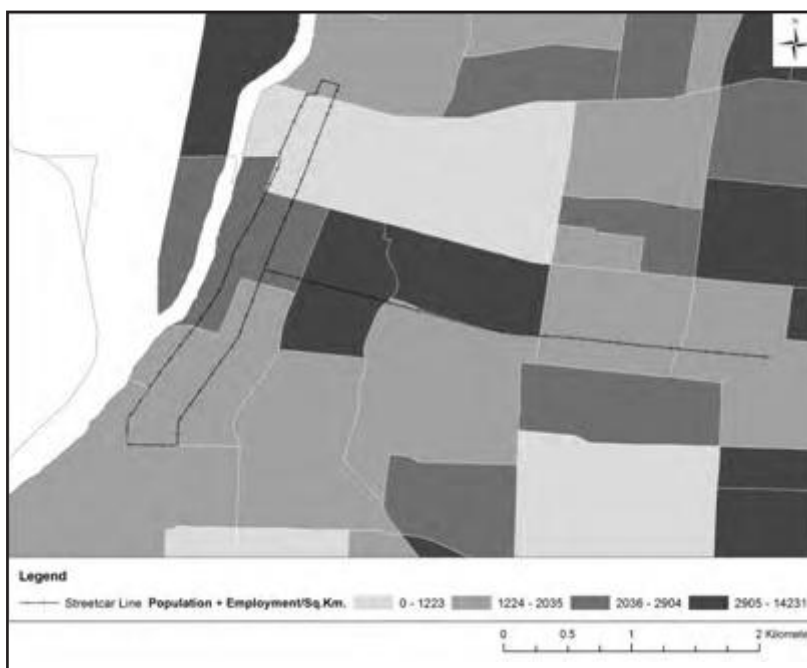 N
Legend
Streetcar Line Population + Employment/Sq.Km. 0 - 1223 1224 - 2035 2036 - 2904 2905 - 14231
0 0.5 1 2 Kilomete